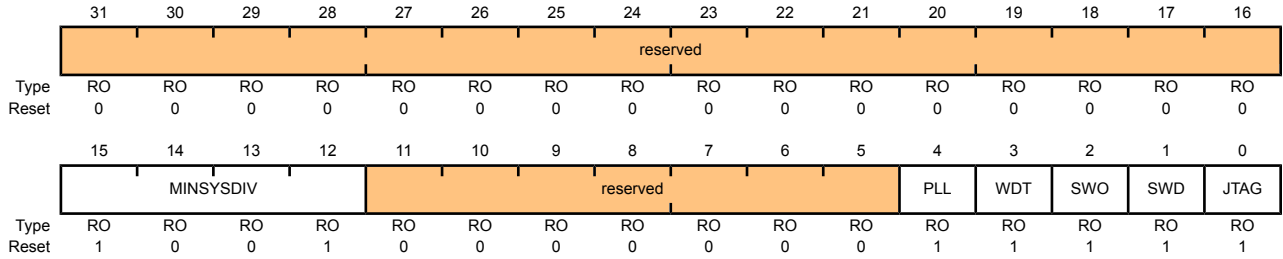 31 30 29 28 27 26 25 24 23 22 21 20 19 18 17 16
reserved
Type RO RO RO RO RO RO RO RO RO RO RO RO RO RO RO RO
Reset 0 0 0 0 0 0 0 0 0 0 0 0 0 0 0 0
15 14 13 12 11 10 9 8 7 6 5 4 3 2 1 0
MINSYSDIV reserved PLL WDT SWO SWD JTAG
Type RO RO RO RO RO RO RO RO RO RO RO RO RO RO RO RO
Reset 1 0 0 1 0 0 0 0 0 0 0 1 1 1 1 1